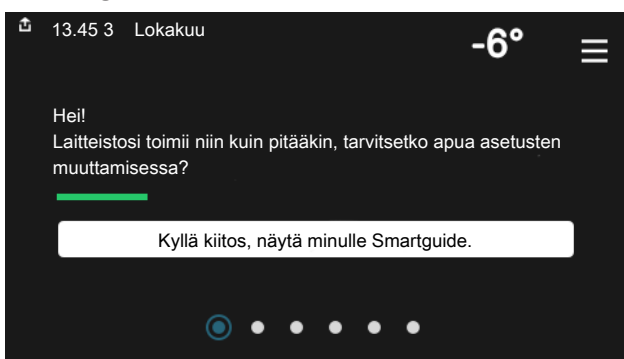 13.45 3 Lokakuu
-6°
Hei!
Laitteistosi toimii niin kuin pitääkin, tarvitsetko apua asetusten
muuttamisessa?
Kyllä kiitos, näytä minulle Smartguide.